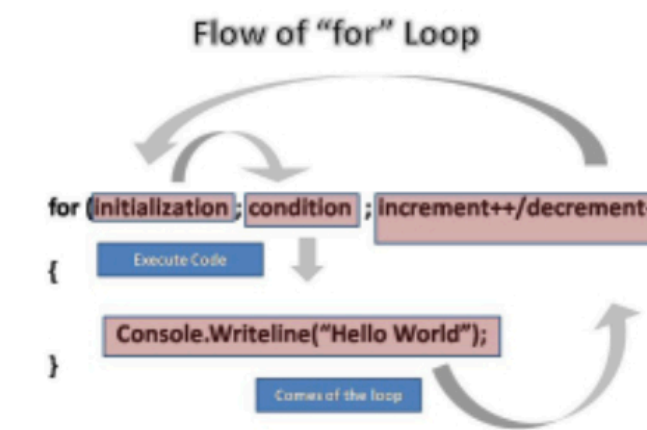 Flow of “for” Loop
for (initialization ; condition ; increment++/decrement-
{
Execute Code
Console.Writeline(“Hello World”);
}
Comes of the loop